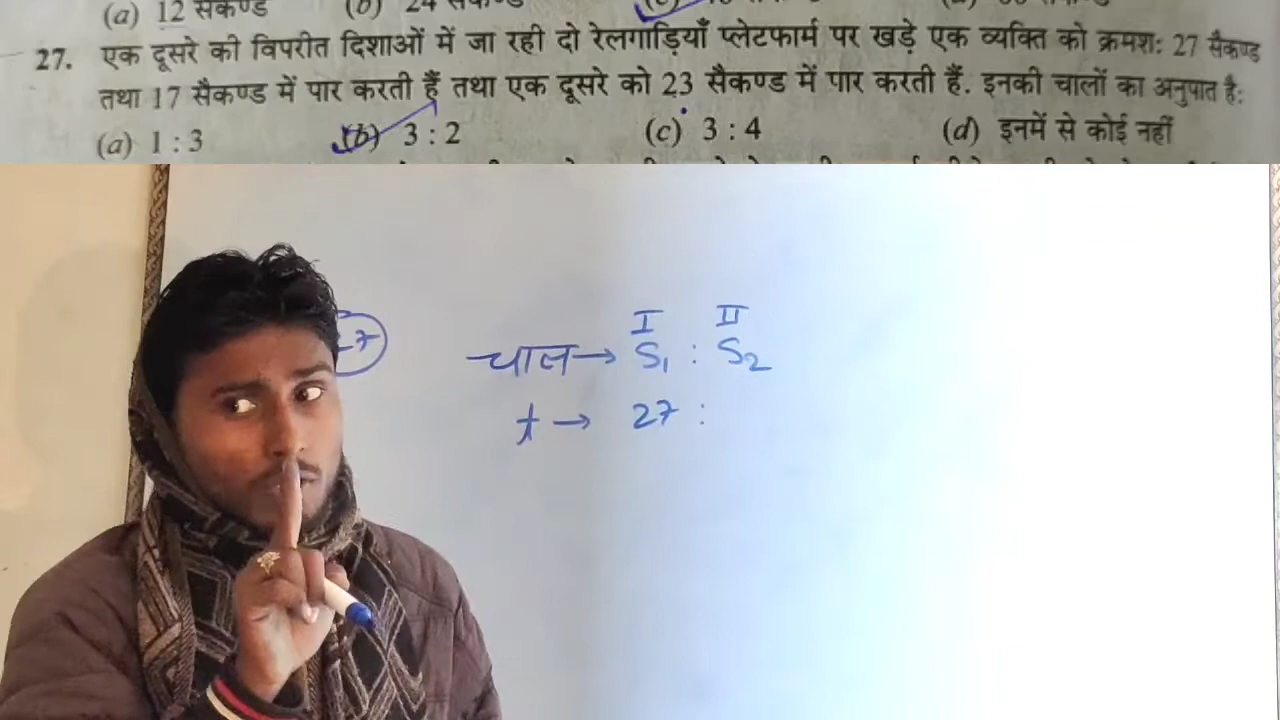 (a) 12 सैकण्ड (b) 24 सैकण्ड (c)
27. एक दूसरे की विपरीत दिशाओं में जा रही दो रेलगाड़ियाँ प्लेटफार्म पर खड़े एक व्यक्ति को क्रमशः 27 सैकण्ड
तथा 17 सैकण्ड में पार करती हैं तथा एक दूसरे को 23 सैकण्ड में पार करती हैं. इनकी चालों का अनुपात है:
(a) 1 : 3 (b) 3 : 2 (c) 3 : 4 (d) इनमें से कोई नहीं
I II
चाल→ S₁ : S₂
t → 27 :